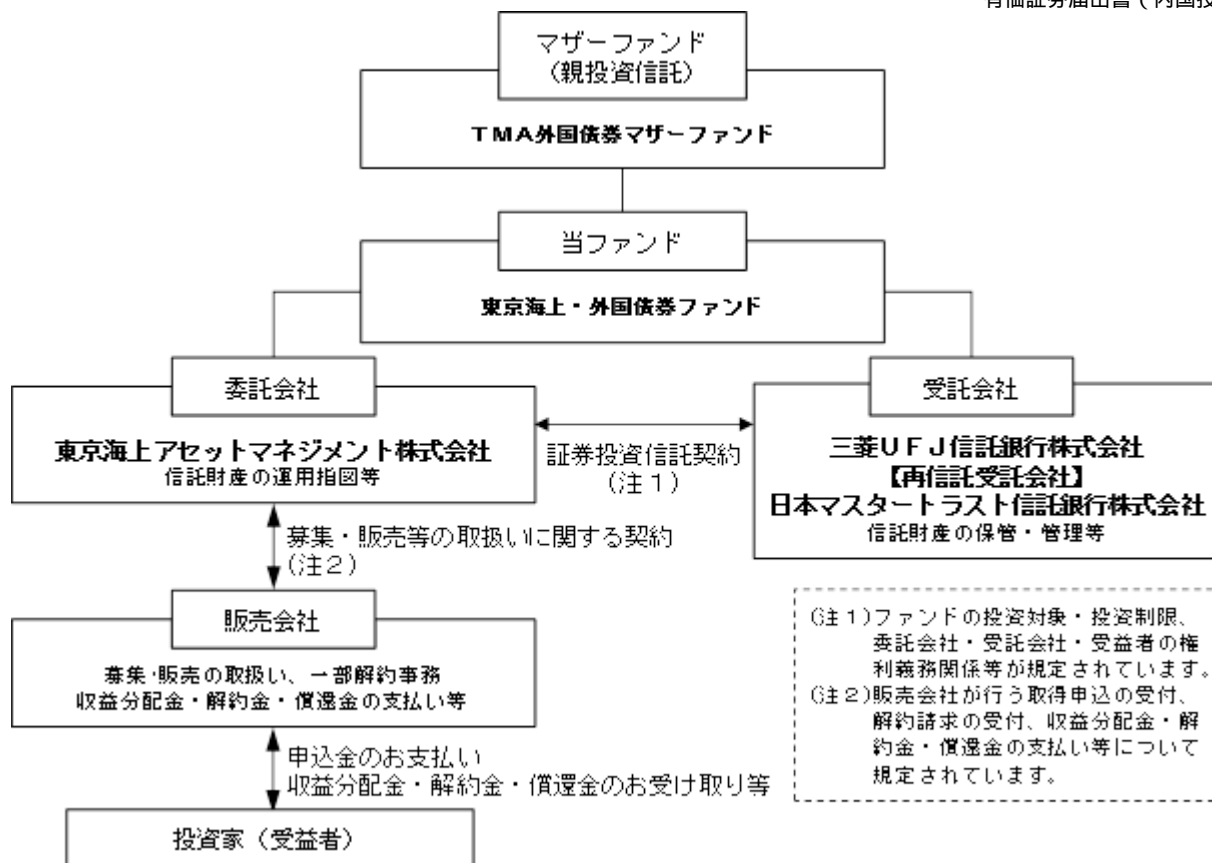 有価証券届出書(内国投
マザーファンド
(親投資信託)
TMA外国債券マザーファンド
当ファンド
東京海上・外国債券ファンド
委託会社
東京海上アセットマネジメント株式会社
信託財産の運用指図等
証券投資信託契約
(注1)
受託会社
三菱UFJ信託銀行株式会社
【再信託受託会社】
日本マスタートラスト信託銀行株式会社
信託財産の保管・管理等
募集・販売等の取扱いに関する契約
(注2)
販売会社
募集・販売の取扱い、一部解約事務
収益分配金・解約金・償還金の支払い等
申込金のお支払い
収益分配金・解約金・償還金のお受け取り等
投資家(受益者)
(注1)ファンドの投資対象・投資制限、
委託会社・受託会社・受益者の権
利義務関係等が規定されています。
(注2)販売会社が行う取得申込の受付、
解約請求の受付、収益分配金・解
約金・償還金の支払い等について
規定されています。